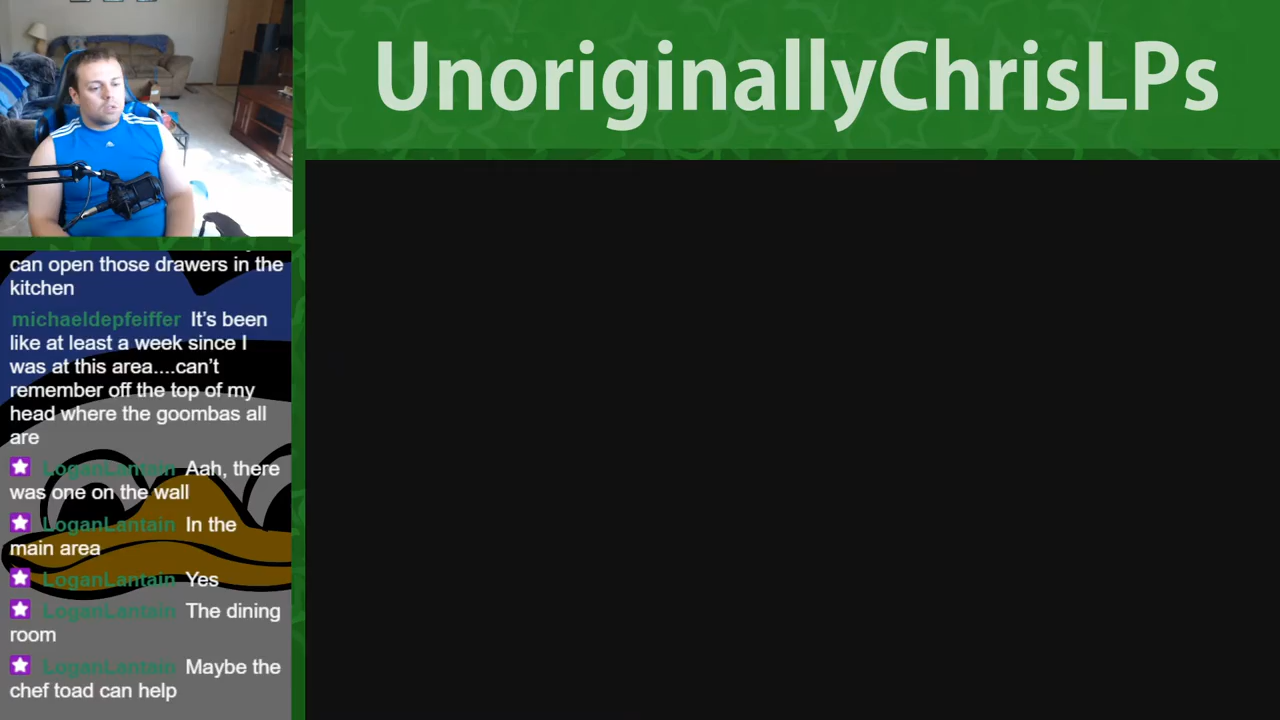 UnoriginallyChrisLPs
can open those drawers in the
kitchen
michaeldepfeiffer It's been
like at least a week since I
was at this area....can't
remember off the top of my
head where the goombas all
are
LoganLantain Aah, there
was one on the wall
LoganLantain In the
main area
LoganLantain Yes
LoganLantain The dining
room
LoganLantain Maybe the
chef toad can help